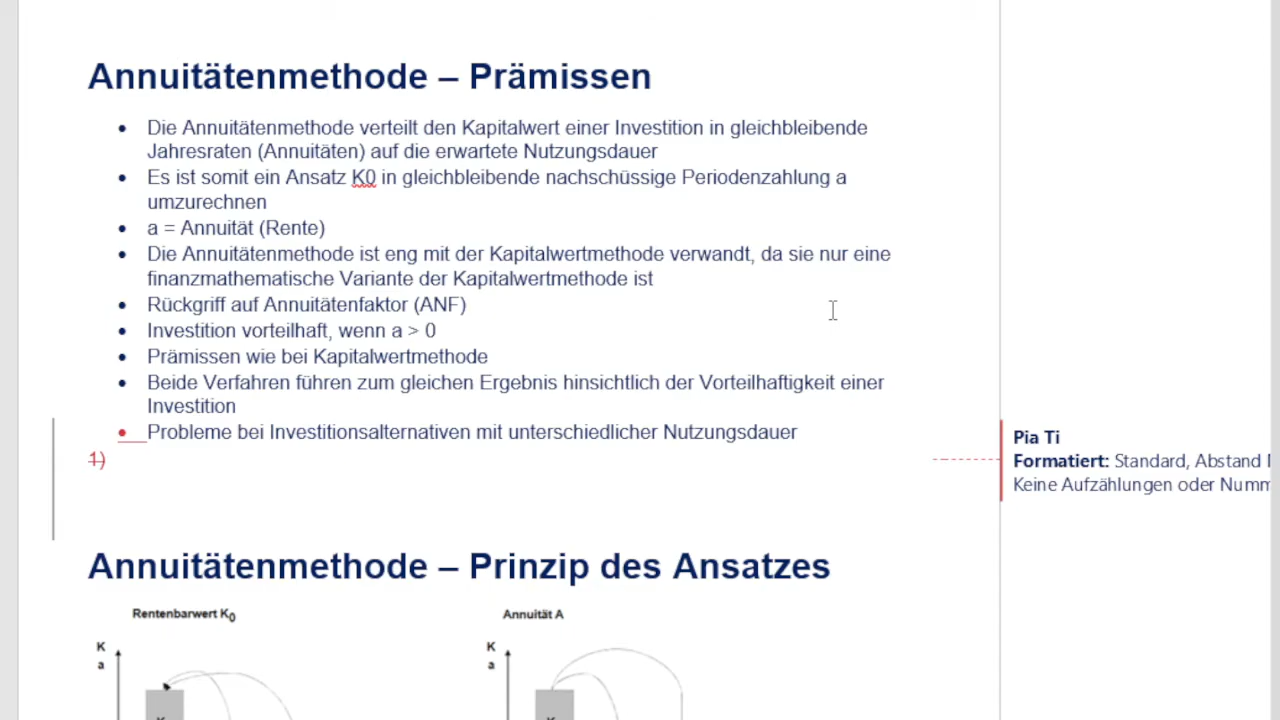 Annuitätenmethode – Prämissen
• Die Annuitätenmethode verteilt den Kapitalwert einer Investition in gleichbleibende
Jahresraten (Annuitäten) auf die erwartete Nutzungsdauer
• Es ist somit ein Ansatz K0 in gleichbleibende nachschüssige Periodenzahlung a
umzurechnen
• a = Annuität (Rente)
• Die Annuitätenmethode ist eng mit der Kapitalwertmethode verwandt, da sie nur eine
finanzmathematische Variante der Kapitalwertmethode ist
• Rückgriff auf Annuitätenfaktor (ANF)
• Investition vorteilhaft, wenn a > 0
• Prämissen wie bei Kapitalwertmethode
• Beide Verfahren führen zum gleichen Ergebnis hinsichtlich der Vorteilhaftigkeit einer
Investition
• Probleme bei Investitionsalternativen mit unterschiedlicher Nutzungsdauer
1)
Pia Ti
Formatiert: Standard, Abstand
Keine Aufzählungen oder Numm
Annuitätenmethode – Prinzip des Ansatzes
Rentenbarwert K0
Annuität A
K
a
K
a